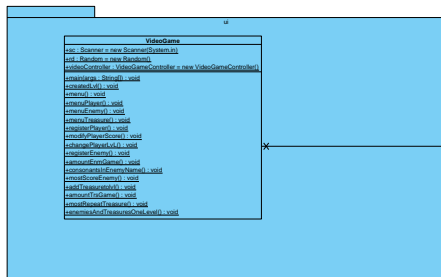 ui
VideoGame
+sc : Scanner = new Scanner(System.in)
+rd : Random = new Random()
+videoController : VideoGameController = new VideoGameController()
+main(args : String[]) : void
+createdLvl() : void
+menu() : void
+menuPlayer() : void
+menuEnemy() : void
+menuTreasure() : void
+registerPlayer() : void
+modifyPlayerScore() : void
+changePlayerLvL() : void
+registerEnemy() : void
+amountEnmGame() : void
+consonantsInEnemyName() : void
+mostScoreEnemy() : void
+addTreasuretolvl() : void
+amountTrsGame() : void
+mostRepeatTreasure() : void
+enemiesAndTreasuresOneLevel() : void